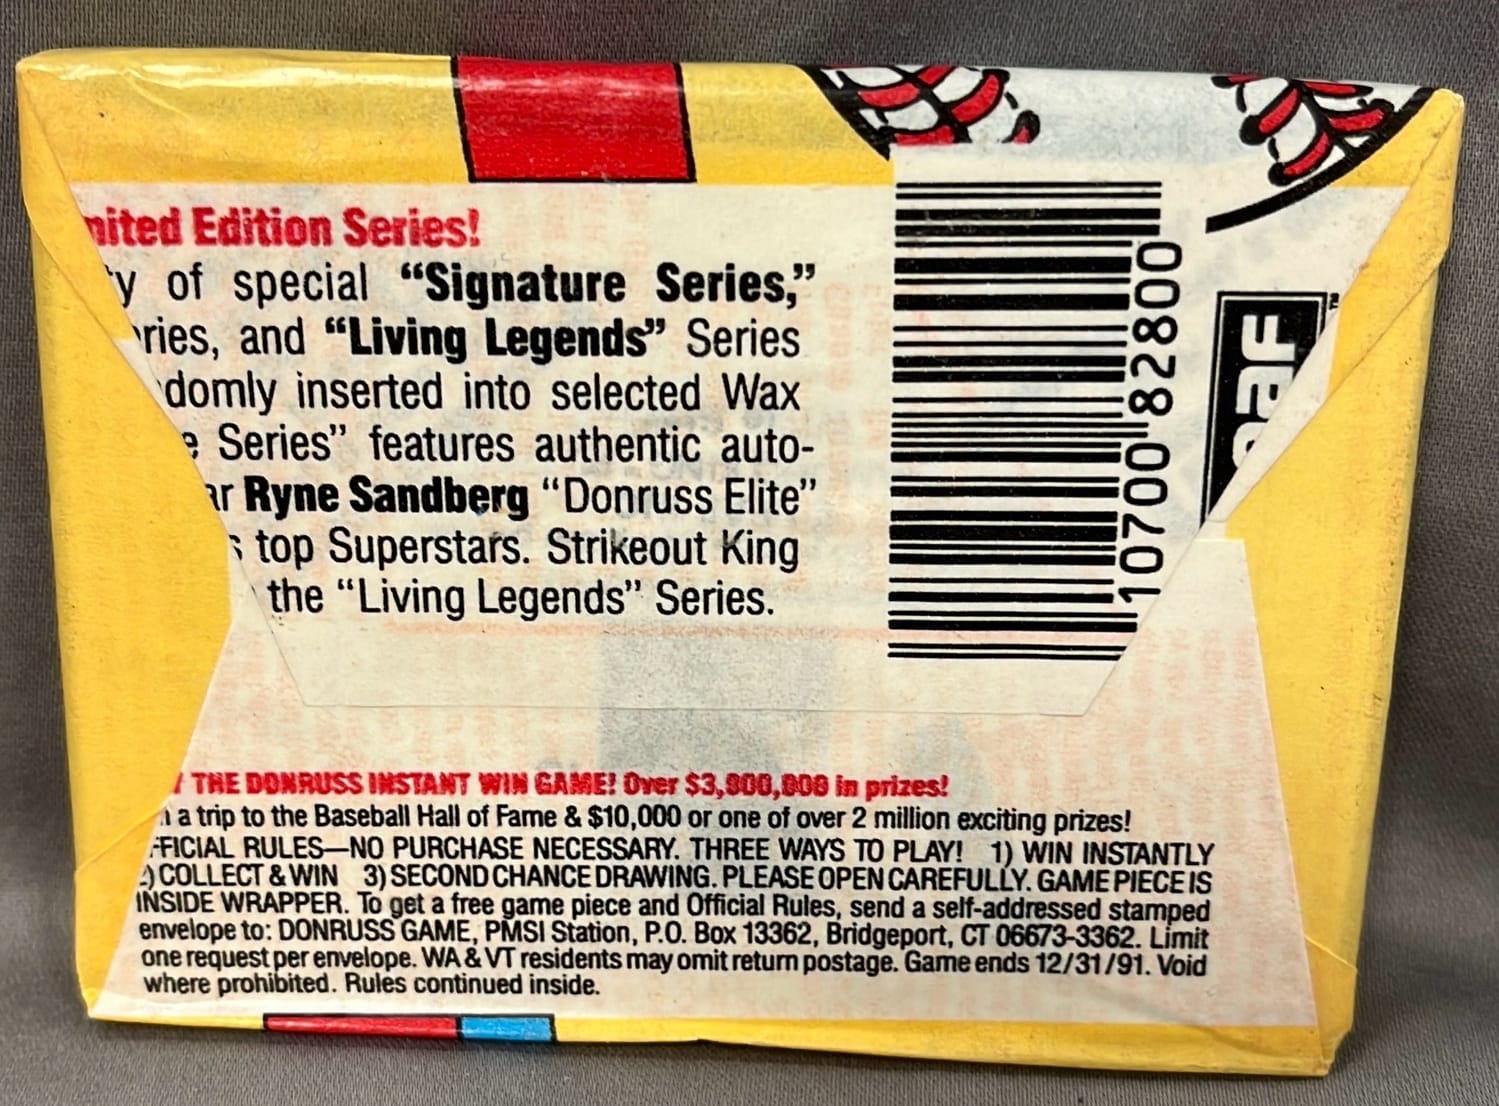 nited Edition Series!
y of special “Signature Series,”
ries, and “Living Legends” Series
domly inserted into selected Wax
e Series” features authentic auto-
ar Ryne Sandberg “Donruss Elite”
s top Superstars. Strikeout King
the “Living Legends” Series.
10700 82800
eaF
™
Y THE DONRUSS INSTANT WIN GAME! Over $3,900,000 in prizes!
n a trip to the Baseball Hall of Fame & $10,000 or one of over 2 million exciting prizes!
FFICIAL RULES—NO PURCHASE NECESSARY. THREE WAYS TO PLAY! 1) WIN INSTANTLY
2) COLLECT & WIN 3) SECOND CHANCE DRAWING. PLEASE OPEN CAREFULLY. GAME PIECE IS
INSIDE WRAPPER. To get a free game piece and Official Rules, send a self-addressed stamped
envelope to: DONRUSS GAME, PMSI Station, P.O. Box 13362, Bridgeport, CT 06673-3362. Limit
one request per envelope. WA & VT residents may omit return postage. Game ends 12/31/91. Void
where prohibited. Rules continued inside.